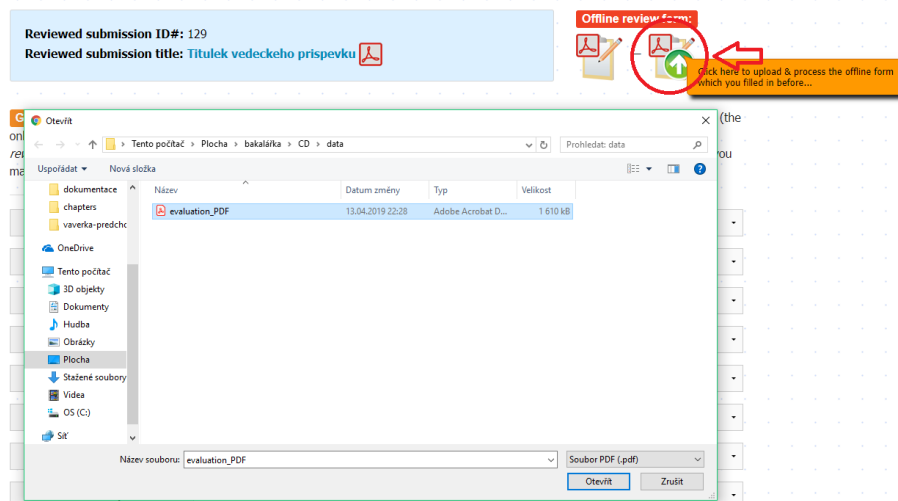 Reviewed submission ID#: 129
Reviewed submission title: Titulek vedeckeho prispevku
Offline review form:
Click here to upload & process the offline form
which you filled in before...
G
(the
onl
re
you
ma
Otevřít
Tento počítač › Plocha › bakalářka › CD › data
Prohledat: data
Uspořádat
Nová složka
Název
Datum změny
Typ
Velikost
evaluation_PDF
13.04.2019 22:28
Adobe Acrobat D...
1 610 kB
dokumentace
chapters
vaverka-predchc
OneDrive
Tento počítač
3D objekty
Dokumenty
Hudba
Obrázky
Plocha
Stažené soubory
Videa
OS (C:)
Síť
Název souboru:
evaluation_PDF
Soubor PDF (.pdf)
Otevřít
Zrušit